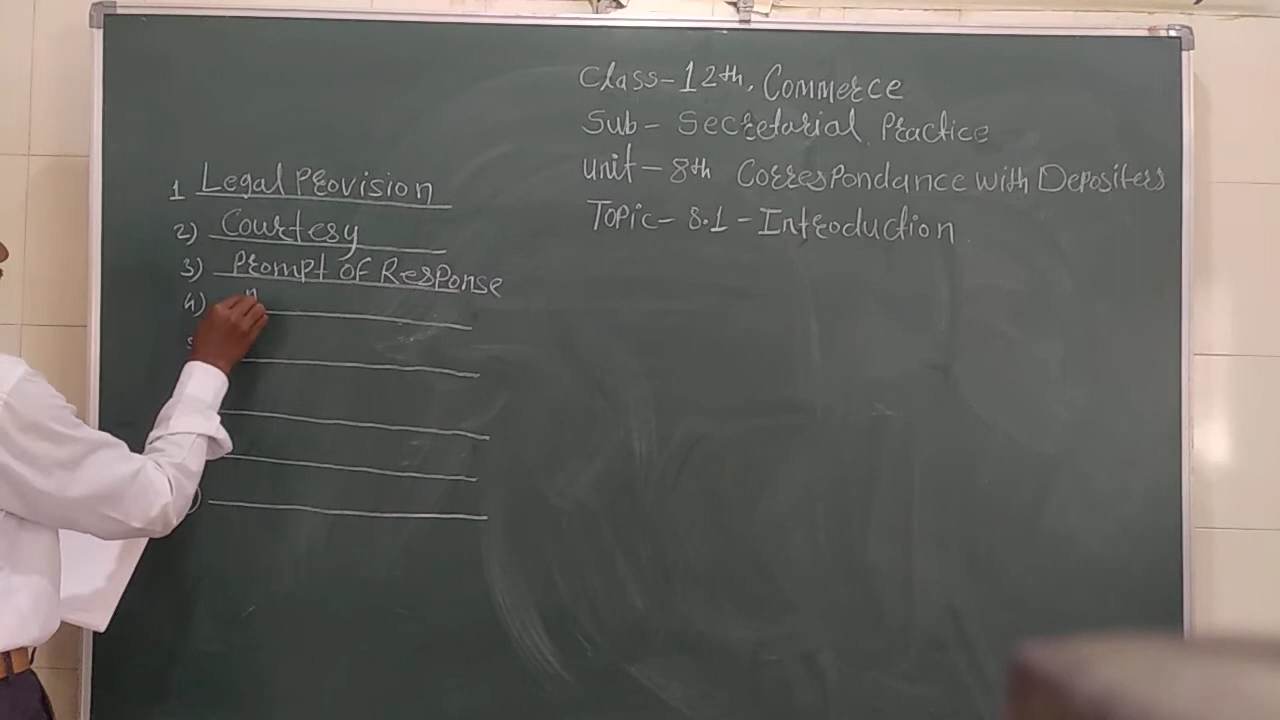 Class-12th, Commerce
Sub- Secretarial Practice
Unit-8th Correspondance with Depositers
Topic- 8.1 - Introduction.
1 Legal Provision
2) Courtesy
3) Prompt of Response
4)